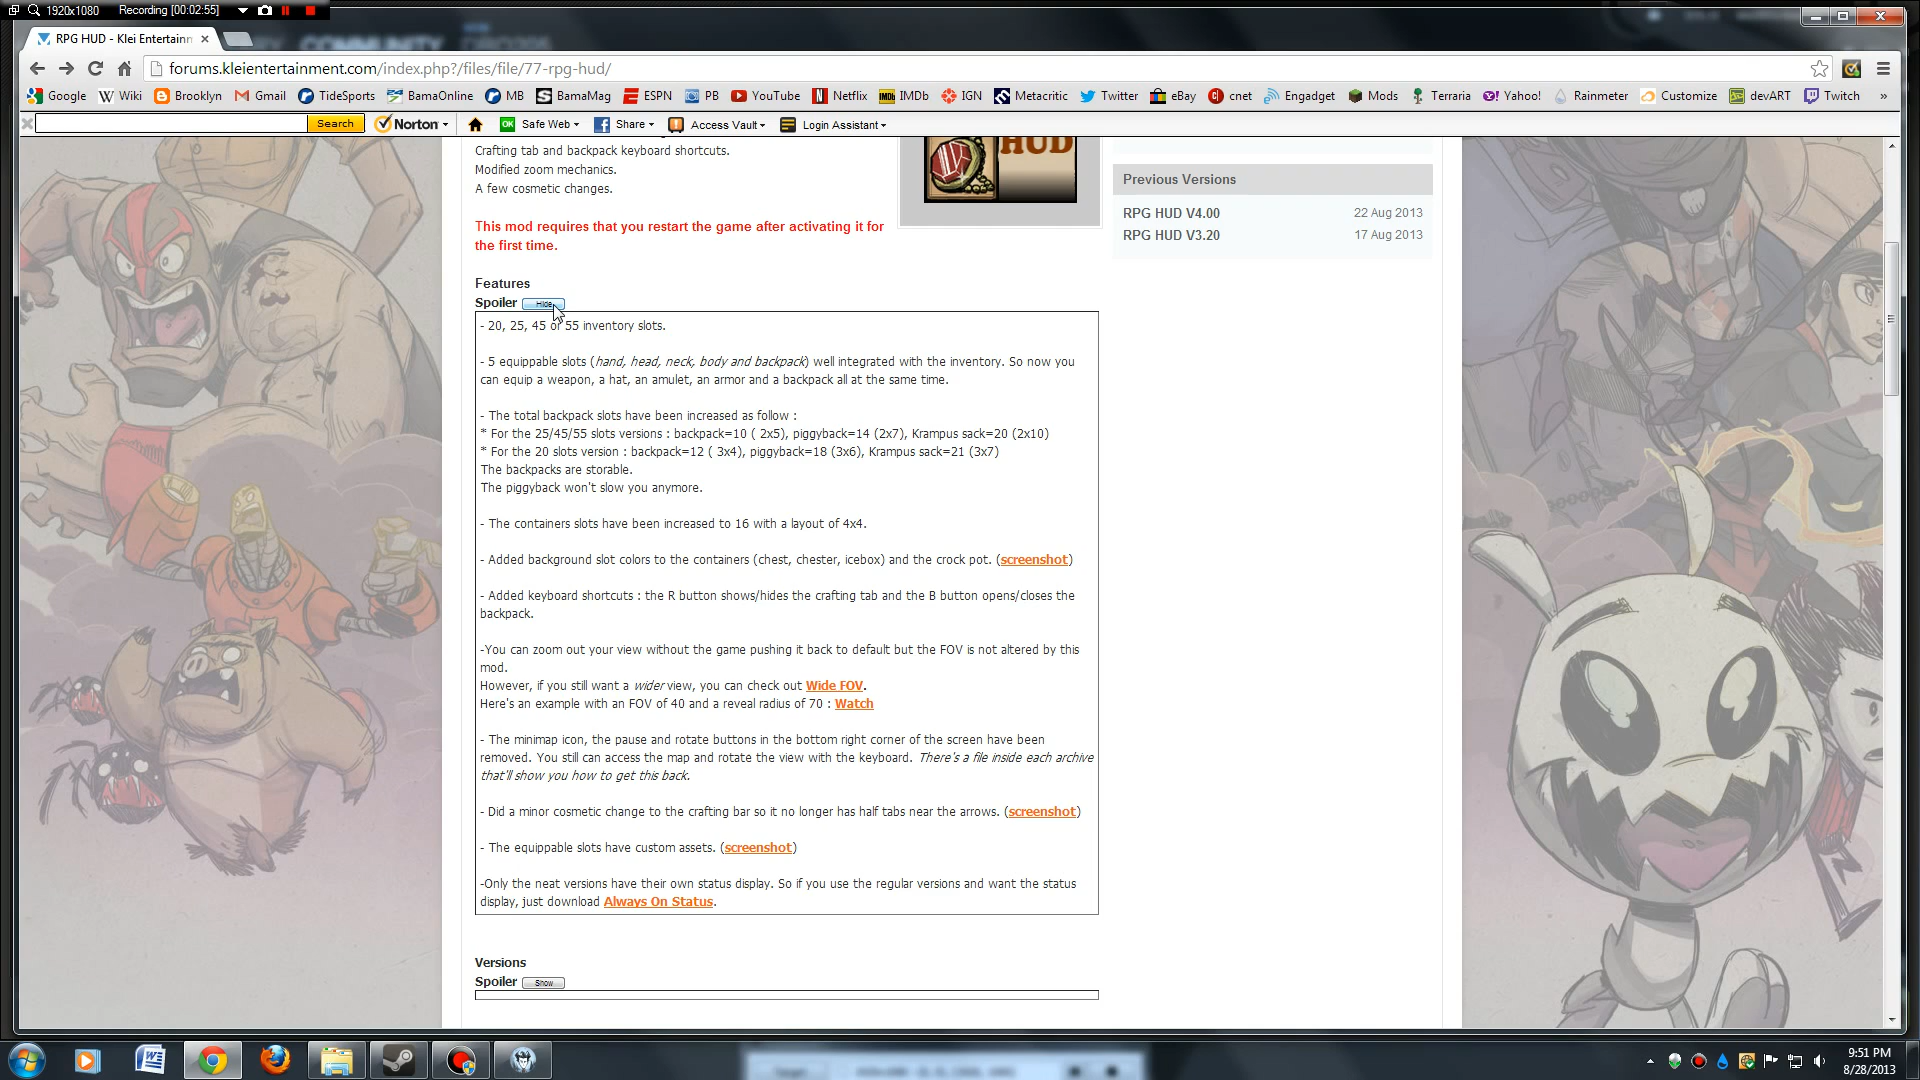 1920x1080 Recording [00:02:55]
RPG HUD - Klei Entertainm
forums.kleientertainment.com/index.php?/files/file/77-rpg-hud/
Google Wiki Brooklyn Gmail TideSports BamaOnline MB BamaMag ESPN PB YouTube Netflix IMDb IGN Metacritic Twitter eBay cnet Engadget Mods Terraria Yahoo! Rainmeter Customize devART Twitch »
Search Norton Safe Web Share Access Vault Login Assistant
Crafting tab and backpack keyboard shortcuts.
Modified zoom mechanics.
A few cosmetic changes.
HUD
This mod requires that you restart the game after activating it for
the first time.
Previous Versions
RPG HUD V4.00 22 Aug 2013
RPG HUD V3.20 17 Aug 2013
Features
Spoiler Hide
- 20, 25, 45 or 55 inventory slots.
- 5 equippable slots (hand, head, neck, body and backpack) well integrated with the inventory. So now you
can equip a weapon, a hat, an amulet, an armor and a backpack all at the same time.
- The total backpack slots have been increased as follow :
* For the 25/45/55 slots versions : backpack=10 ( 2x5), piggyback=14 (2x7), Krampus sack=20 (2x10)
* For the 20 slots version : backpack=12 ( 3x4), piggyback=18 (3x6), Krampus sack=21 (3x7)
The backpacks are storable.
The piggyback won't slow you anymore.
- The containers slots have been increased to 16 with a layout of 4x4.
- Added background slot colors to the containers (chest, chester, icebox) and the crock pot. (screenshot)
- Added keyboard shortcuts : the R button shows/hides the crafting tab and the B button opens/closes the
backpack.
-You can zoom out your view without the game pushing it back to default but the FOV is not altered by this
mod.
However, if you still want a wider view, you can check out Wide FOV.
Here's an example with an FOV of 40 and a reveal radius of 70 : Watch
- The minimap icon, the pause and rotate buttons in the bottom right corner of the screen have been
removed. You still can access the map and rotate the view with the keyboard. There's a file inside each archive
that'll show you how to get this back.
- Did a minor cosmetic change to the crafting bar so it no longer has half tabs near the arrows. (screenshot)
- The equippable slots have custom assets. (screenshot)
-Only the neat versions have their own status display. So if you use the regular versions and want the status
display, just download Always On Status.
Versions
Spoiler Show
9:51 PM
8/28/2013